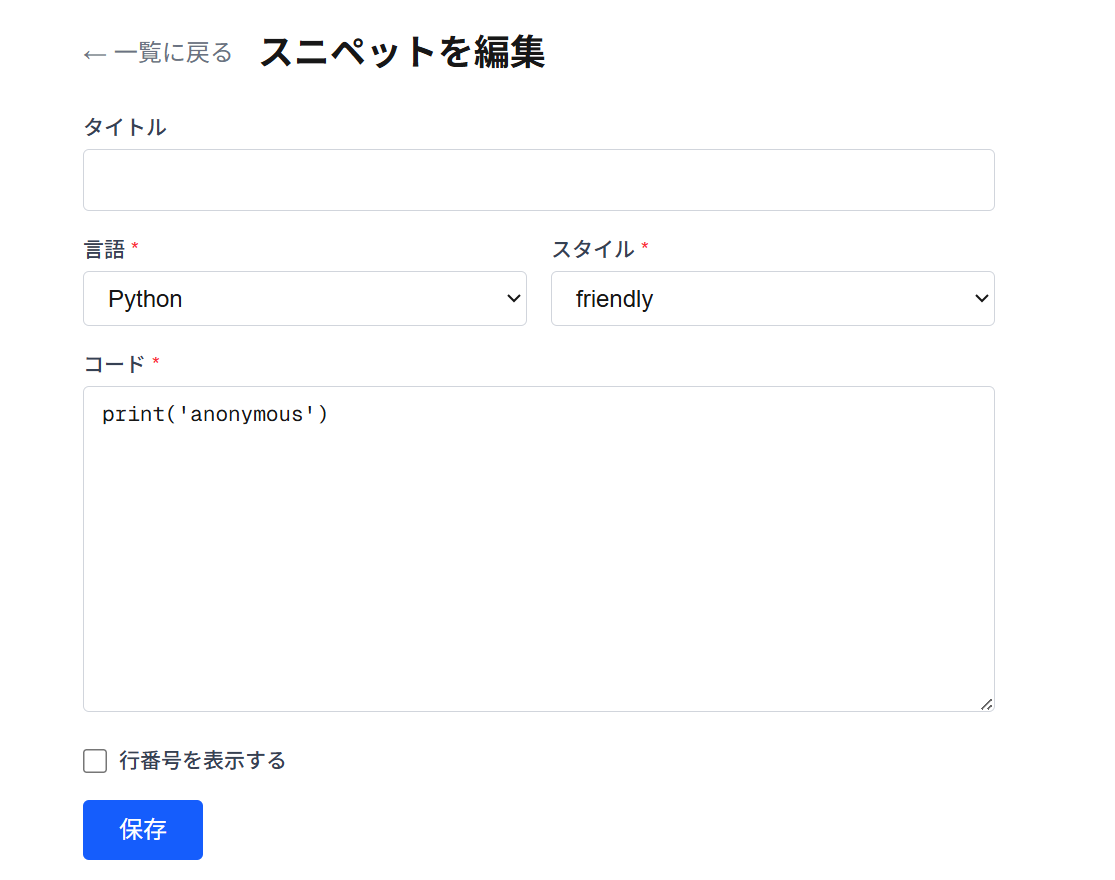 ← 一覧に戻る スニペットを編集
タイトル
言語 * スタイル *
Python friendly
コード *
print('anonymous')
行番号を表示する
保存